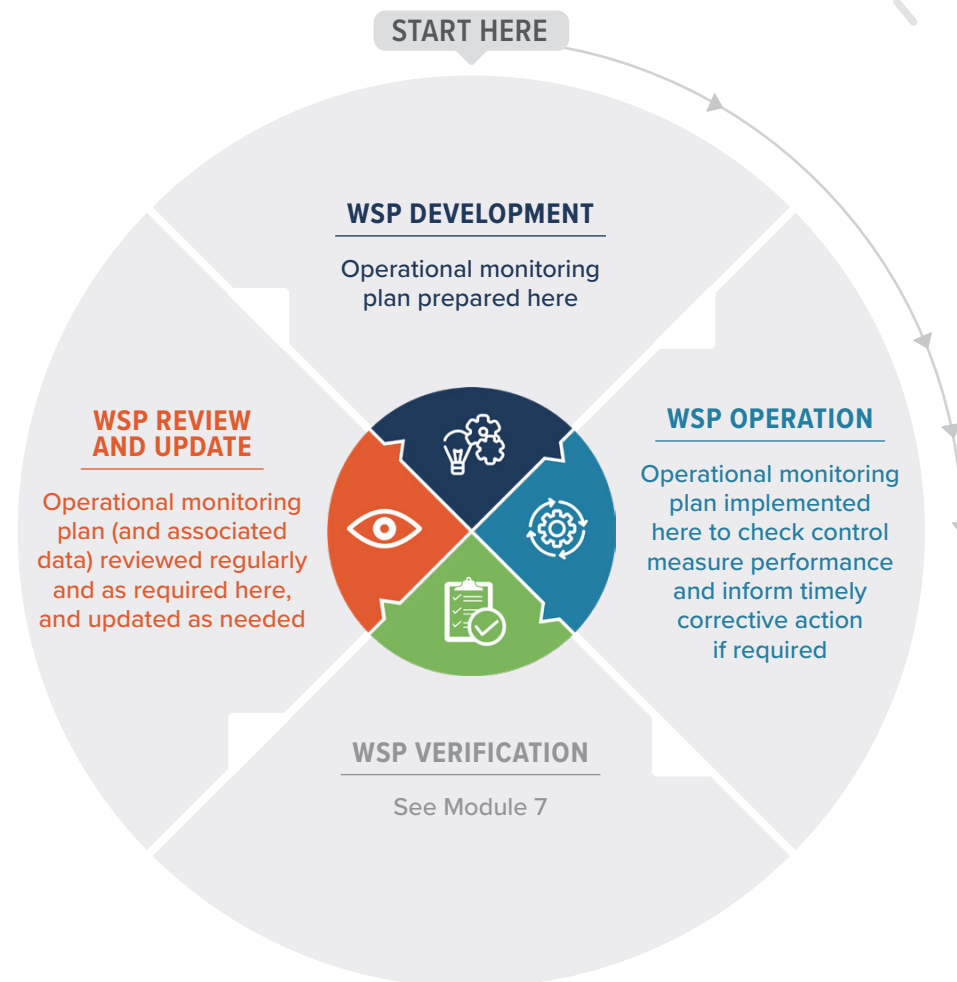 START HERE
WSP DEVELOPMENT
Operational monitoring
plan prepared here
WSP OPERATION
Operational monitoring
plan implemented
here to check control
measure performance
and inform timely
corrective action
if required
WSP VERIFICATION
See Module 7
WSP REVIEW
AND UPDATE
Operational monitoring
plan (and associated
data) reviewed regularly
and as required here,
and updated as needed